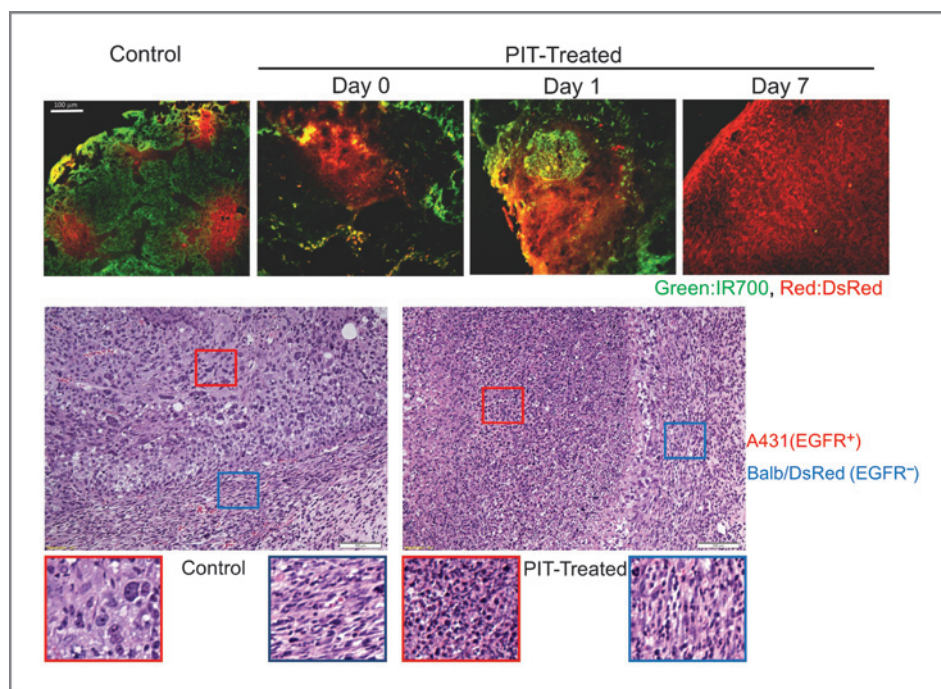 Control
PIT-Treated
Day 0
Day 1
Day 7
100 µm
Green:IR700, Red:DsRed
A431(EGFR⁺)
Balb/DsRed (EGFR⁻)
Control
PIT-Treated